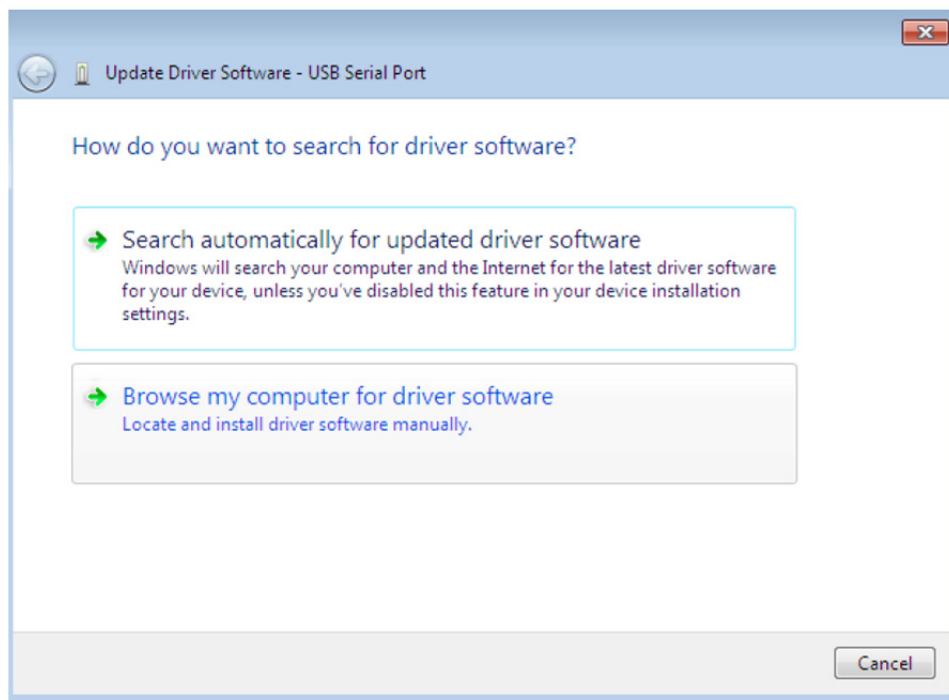 Update Driver Software - USB Serial Port
How do you want to search for driver software?
Search automatically for updated driver software
Windows will search your computer and the Internet for the latest driver software
for your device, unless you've disabled this feature in your device installation
settings.
Browse my computer for driver software
Locate and install driver software manually.
Cancel